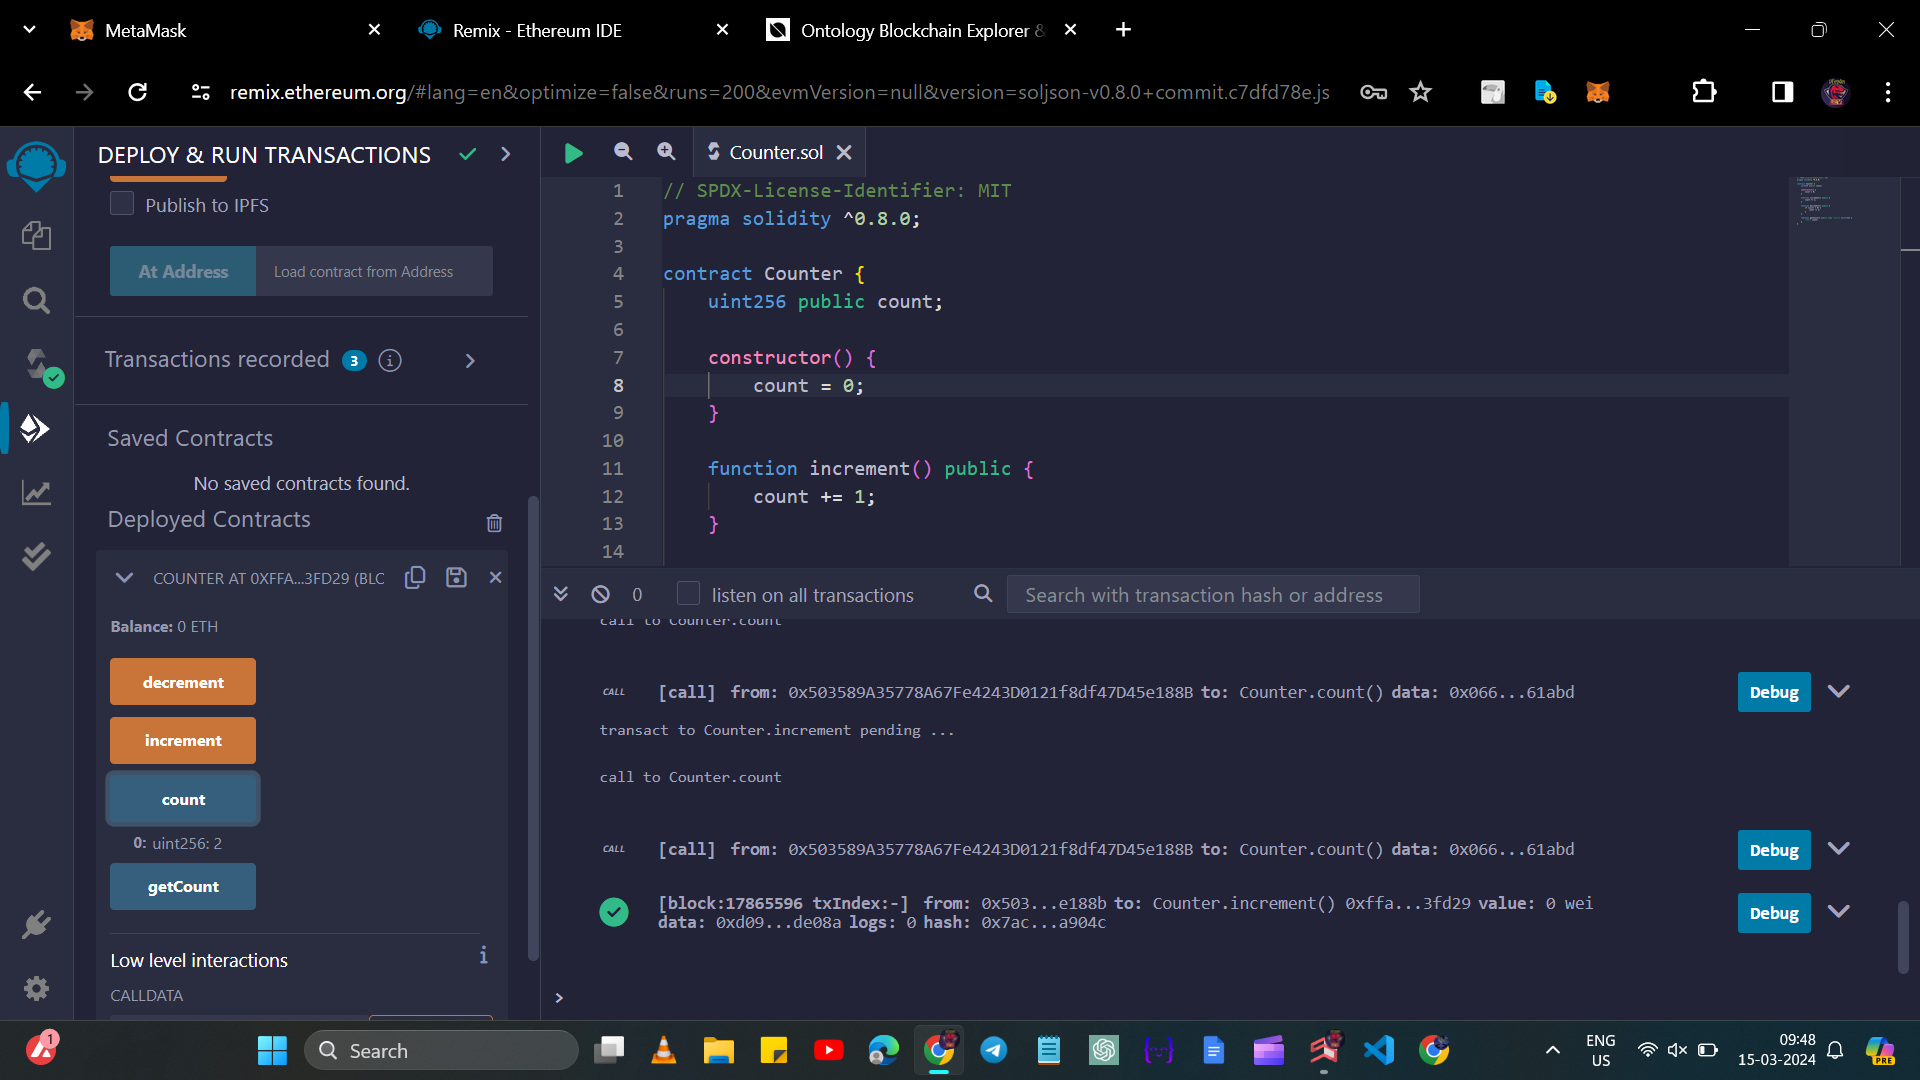 MetaMask
Remix - Ethereum IDE
Ontology Blockchain Explorer &
remix.ethereum.org/#lang=en&optimize=false&runs=200&evmVersion=null&version=soljson-v0.8.0+commit.c7dfd78e.js
DEPLOY & RUN TRANSACTIONS
Publish to IPFS
At Address
Load contract from Address
Transactions recorded 3
Saved Contracts
No saved contracts found.
Deployed Contracts
COUNTER AT 0XFFA...3FD29 (BLC
Balance: 0 ETH
decrement
increment
count
0: uint256: 2
getCount
Low level interactions
CALLDATA
Counter.sol
1 // SPDX-License-Identifier: MIT
2 pragma solidity ^0.8.0;
3
4 contract Counter {
5 uint256 public count;
6
7 constructor() {
8 count = 0;
9 }
10
11 function increment() public {
12 count += 1;
13 }
14
0
listen on all transactions
Search with transaction hash or address
call to Counter.count
CALL [call] from: 0x503589A35778A67Fe4243D0121f8df47D45e188B to: Counter.count() data: 0x066...61abd
Debug
transact to Counter.increment pending ...
call to Counter.count
CALL [call] from: 0x503589A35778A67Fe4243D0121f8df47D45e188B to: Counter.count() data: 0x066...61abd
Debug
[block:17865596 txIndex:-] from: 0x503...e188b to: Counter.increment() 0xffa...3fd29 value: 0 wei
data: 0xd09...de08a logs: 0 hash: 0x7ac...a904c
Debug
>
1
Search
ENG
US
09:48
15-03-2024
PRE